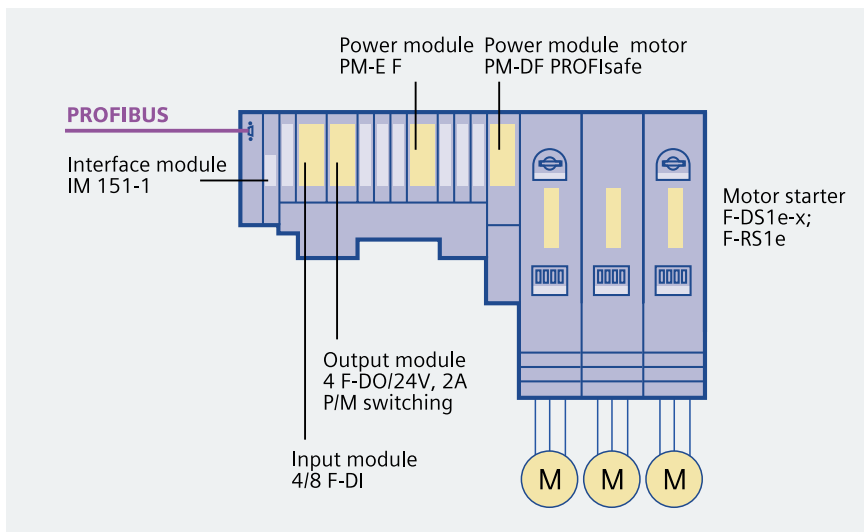 Power module
PM-E F
Power module motor
PM-DF PROFIsafe
PROFIBUS
Interface module
IM 151-1
Motor starter
F-DS1e-x;
F-RS1e
Output module
4 F-DO/24V, 2A
P/M switching
Input module
4/8 F-DI
M
M
M